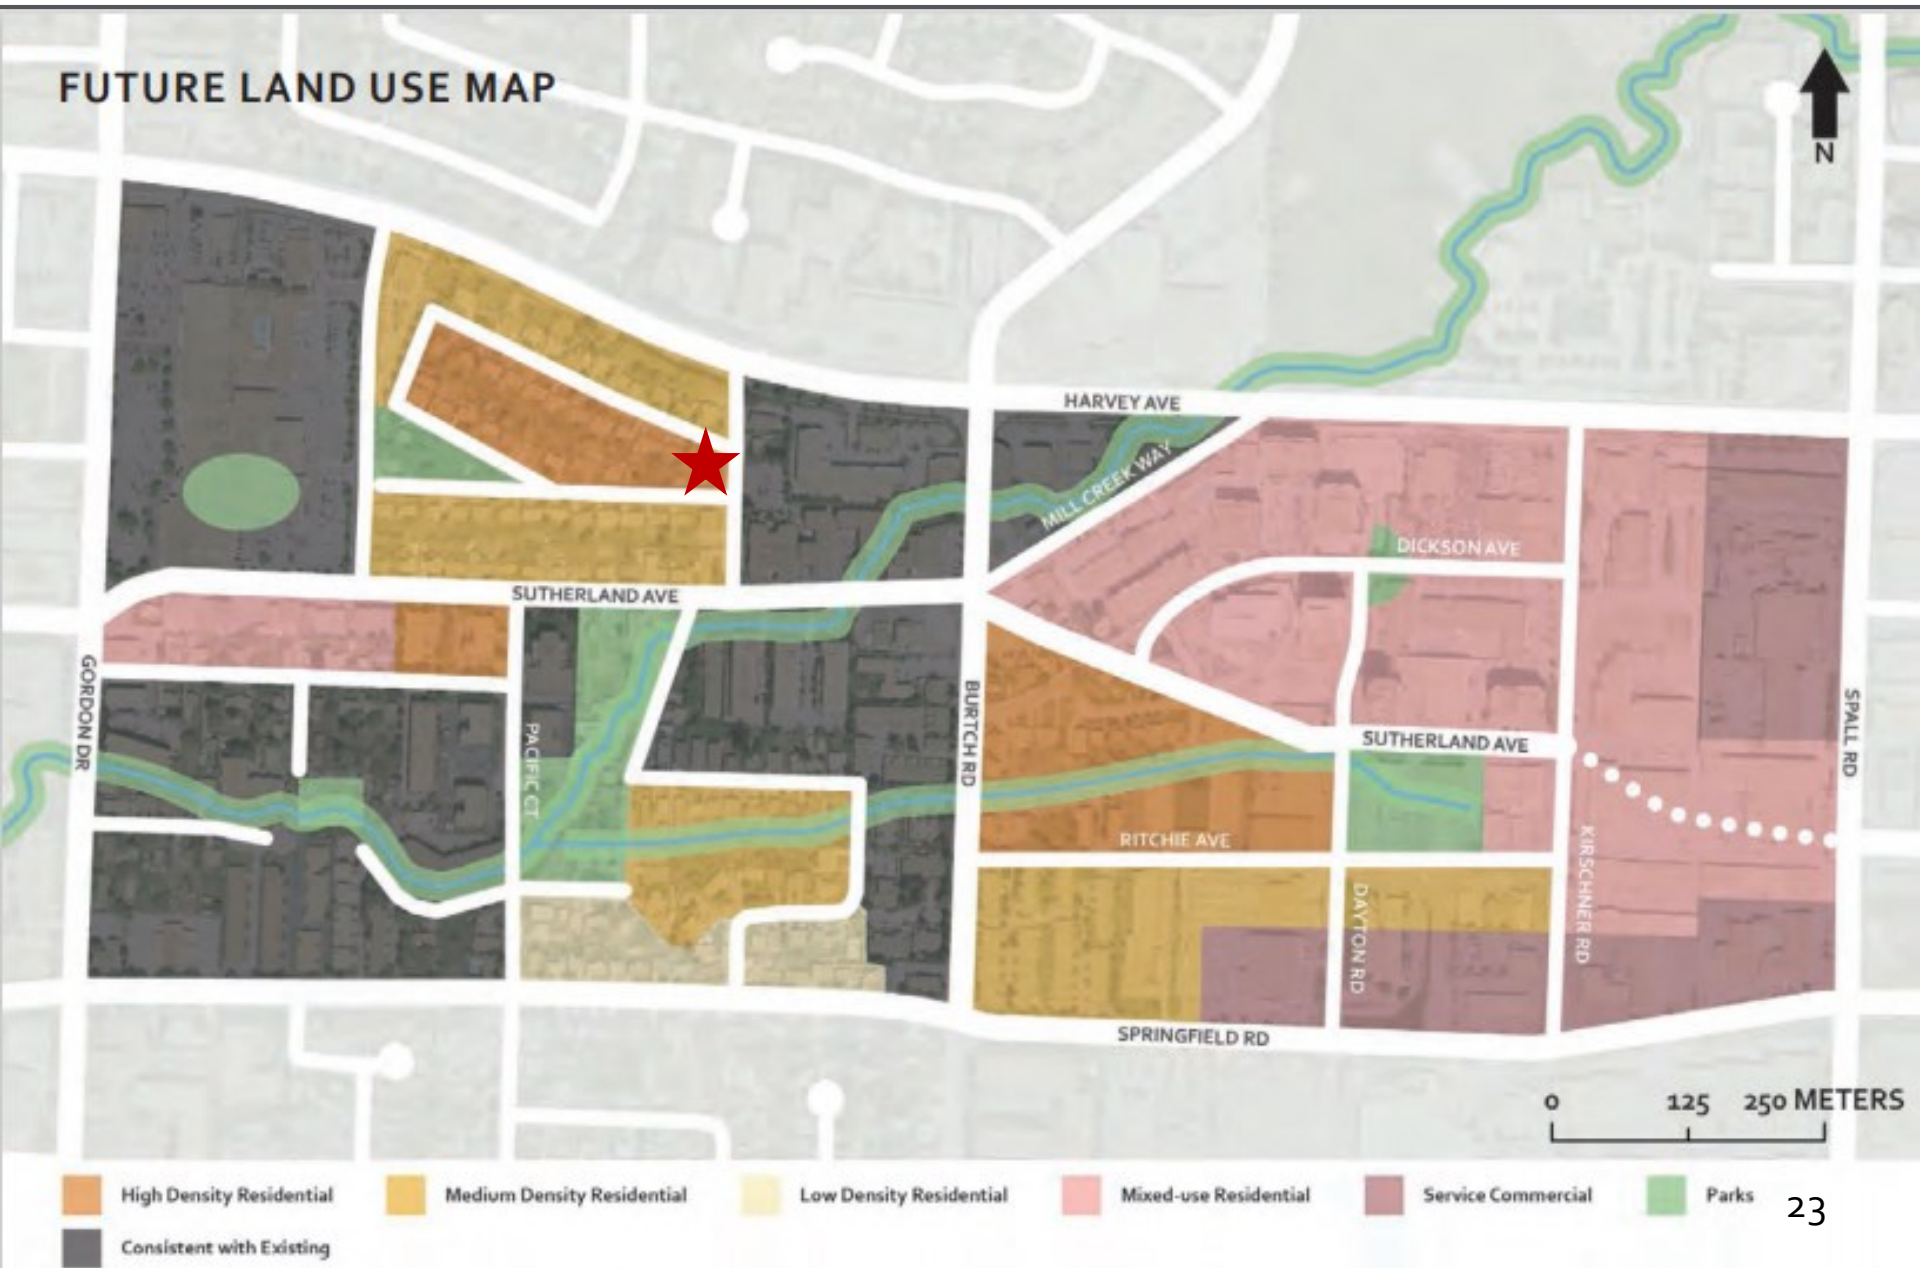 FUTURE LAND USE MAP
N
HARVEY AVE
MILL CREEK WAY
DICKSON AVE
SUTHERLAND AVE
GORDON DR
PACIFIC CT
BURTCH RD
SPALL RD
SUTHERLAND AVE
RITCHIE AVE
KIRSCHNER RD
DAYTON RD
SPRINGFIELD RD
0 125 250 METERS
High Density Residential
Medium Density Residential
Low Density Residential
Mixed-use Residential
Service Commercial
Parks
23
Consistent with Existing